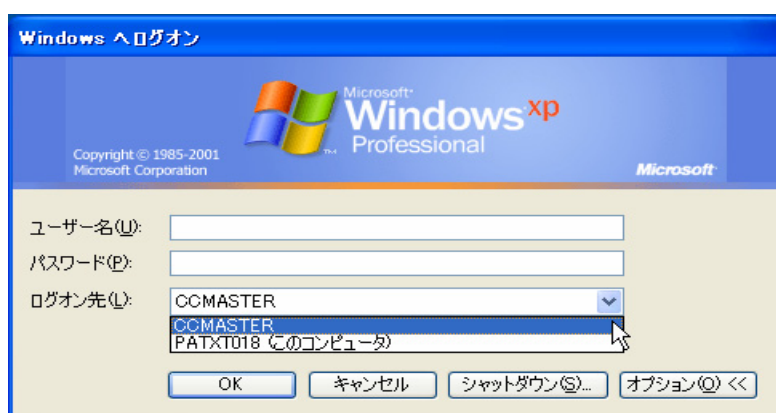 Windows へログオン
Microsoft
Windows xp
Professional
Copyright © 1985-2001
Microsoft Corporation
Microsoft
ユーザー名(U):
パスワード(P):
ログオン先(L): CCMASTER
CCMASTER
PATXT018 (このコンピュータ)
OK キャンセル シャットダウン(S)... オプション(O) <<